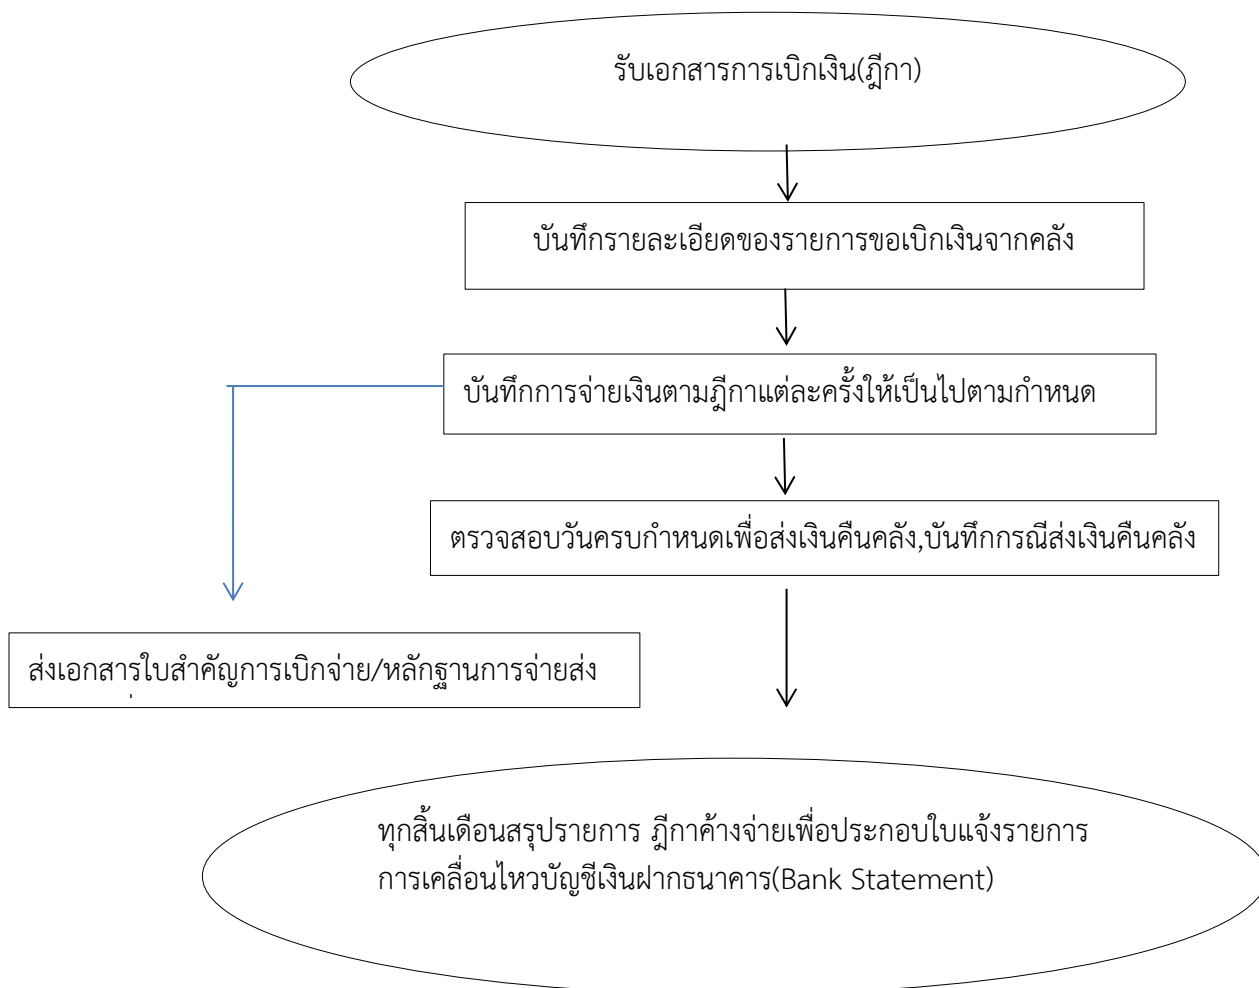 รับเอกสารการเบิกเงิน(ฎีกา)
บันทึกรายละเอียดของรายการขอเบิกเงินจากคลัง
บันทึกการจ่ายเงินตามฎีกาแต่ละครั้งให้เป็นไปตามกำหนด
ตรวจสอบวันครบกำหนดเพื่อส่งเงินคืนคลัง,บันทึกกรณีส่งเงินคืนคลัง
ส่งเอกสารใบสำคัญการเบิกจ่าย/หลักฐานการจ่ายส่ง
ทุกสิ้นเดือนสรุปรายการ ฎีกาค้างจ่ายเพื่อประกอบใบแจ้งรายการ
การเคลื่อนไหวบัญชีเงินฝากธนาคาร(Bank Statement)